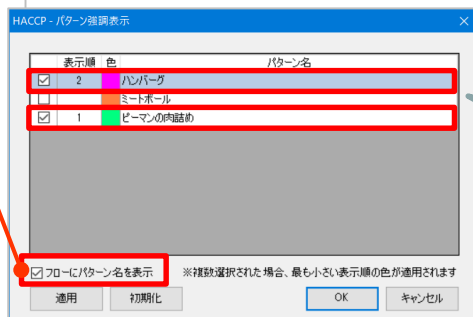 HACCP - パターン強調表示
表示順 色 パターン名
2 ハンバーグ
ミートボール
1 ピーマンの肉詰め
フローにパターン名を表示 ※複数選択された場合、最も小さい表示順の色が適用されます
適用 初期化 OK キャンセル